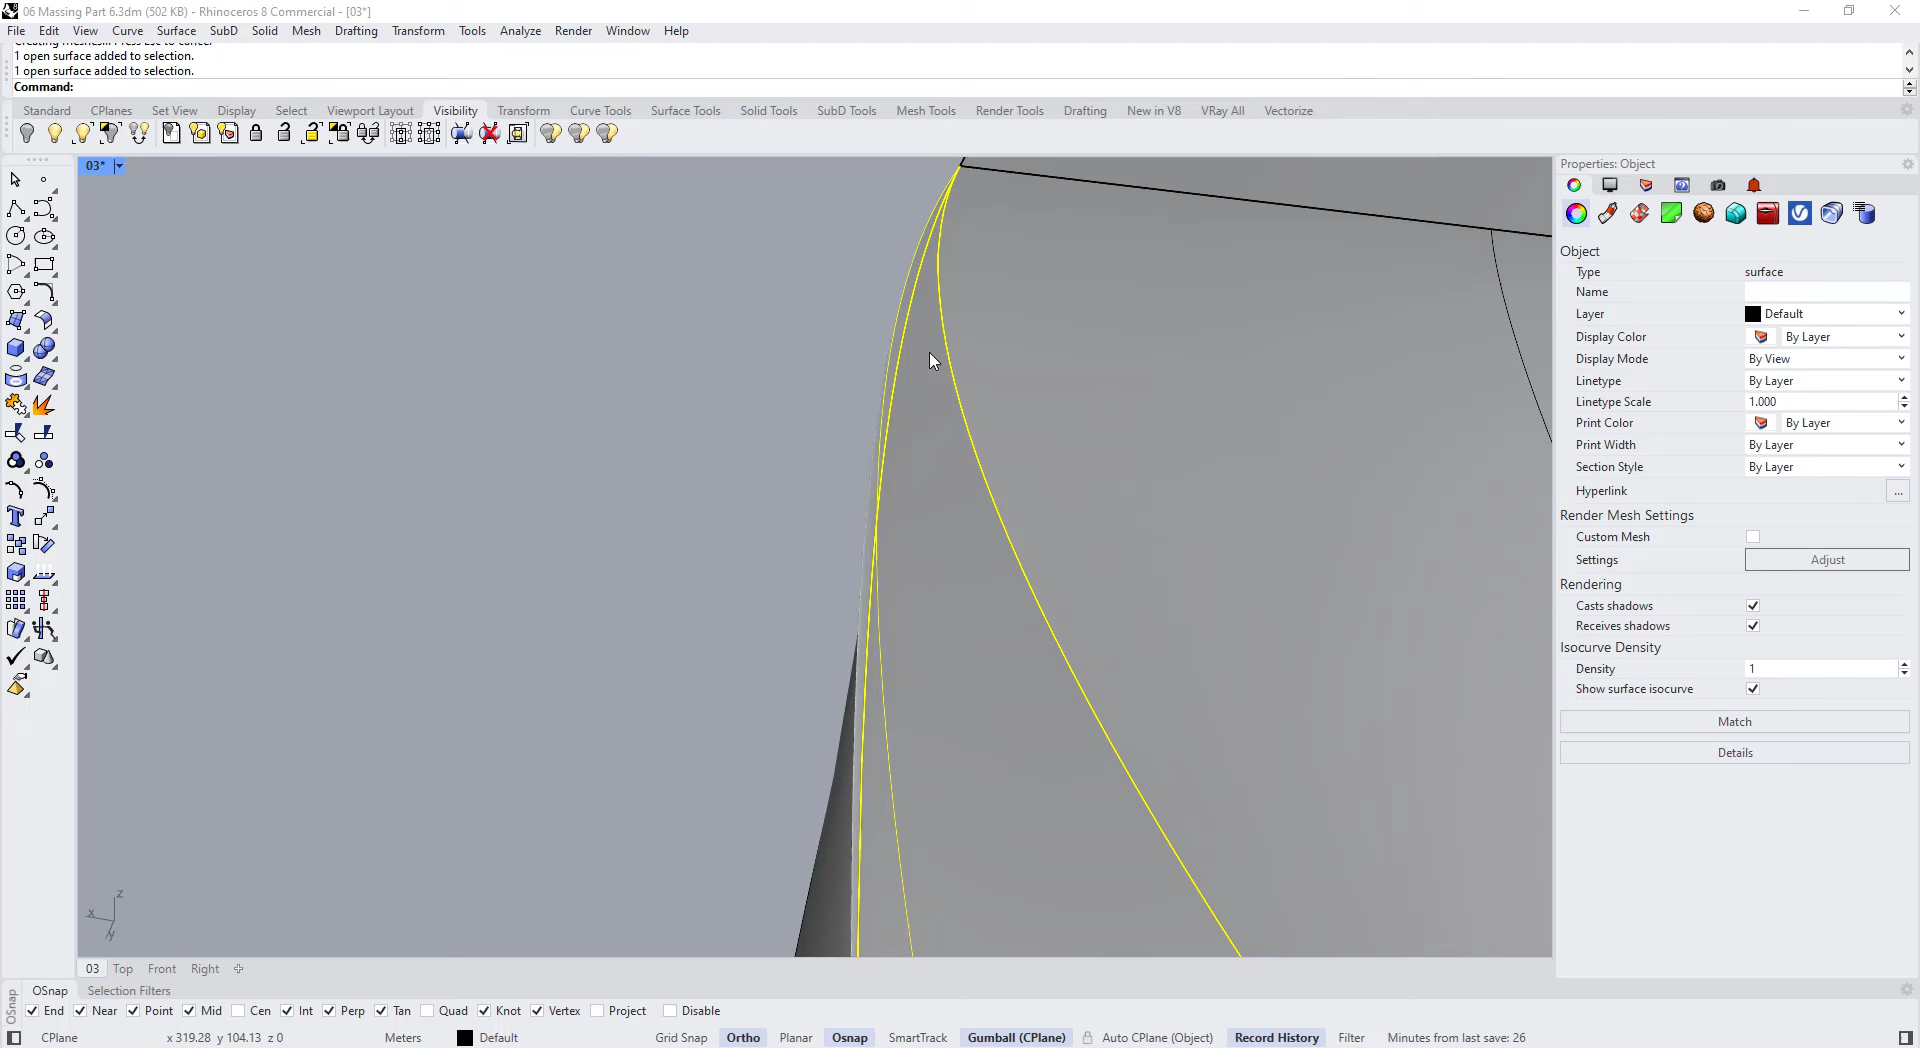 06 Massing Part 6.3dm (502 KB) - Rhinoceros 8 Commercial - [03*]
File Edit View Curve Surface SubD Solid Mesh Drafting Transform Tools Analyze Render Window Help
Creating meshes... Press Esc to cancel
1 open surface added to selection.
1 open surface added to selection.
Command:
Standard CPlanes Set View Display Select Viewport Layout Visibility Transform Curve Tools Surface Tools Solid Tools SubD Tools Mesh Tools Render Tools Drafting New in V8 VRay All Vectorize
03*
Properties: Object
Object
Type surface
Name
Layer Default
Display Color By Layer
Display Mode By View
Linetype By Layer
Linetype Scale 1.000
Print Color By Layer
Print Width By Layer
Section Style By Layer
Hyperlink ...
Render Mesh Settings
Custom Mesh
Settings Adjust
Rendering
Casts shadows
Receives shadows
Isocurve Density
Density 1
Show surface isocurve
Match
Details
z
x
y
03 Top Front Right
OSnap
OSnap Selection Filters
End Near Point Mid Cen Int Perp Tan Quad Knot Vertex Project Disable
CPlane x 319.28 y 104.13 z 0 Meters Default Grid Snap Ortho Planar Osnap SmartTrack Gumball (CPlane) Auto CPlane (Object) Record History Filter Minutes from last save: 26